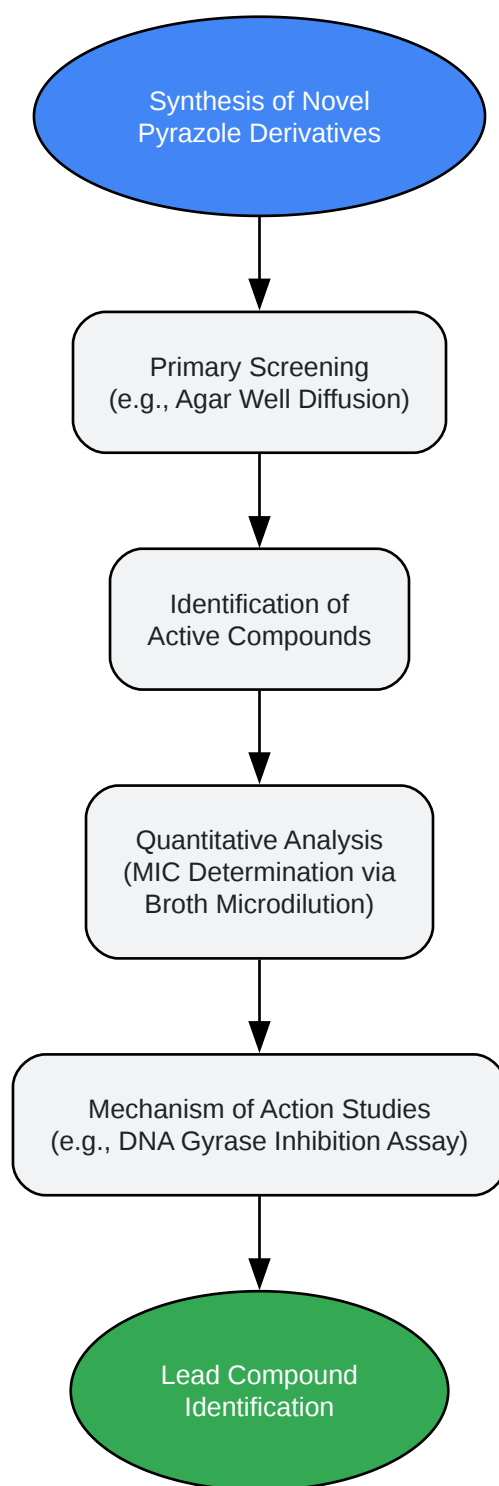 Synthesis of Novel
Pyrazole Derivatives
Primary Screening
(e.g., Agar Well Diffusion)
Identification of
Active Compounds
Quantitative Analysis
(MIC Determination via
Broth Microdilution)
Mechanism of Action Studies
(e.g., DNA Gyrase Inhibition Assay)
Lead Compound
Identification